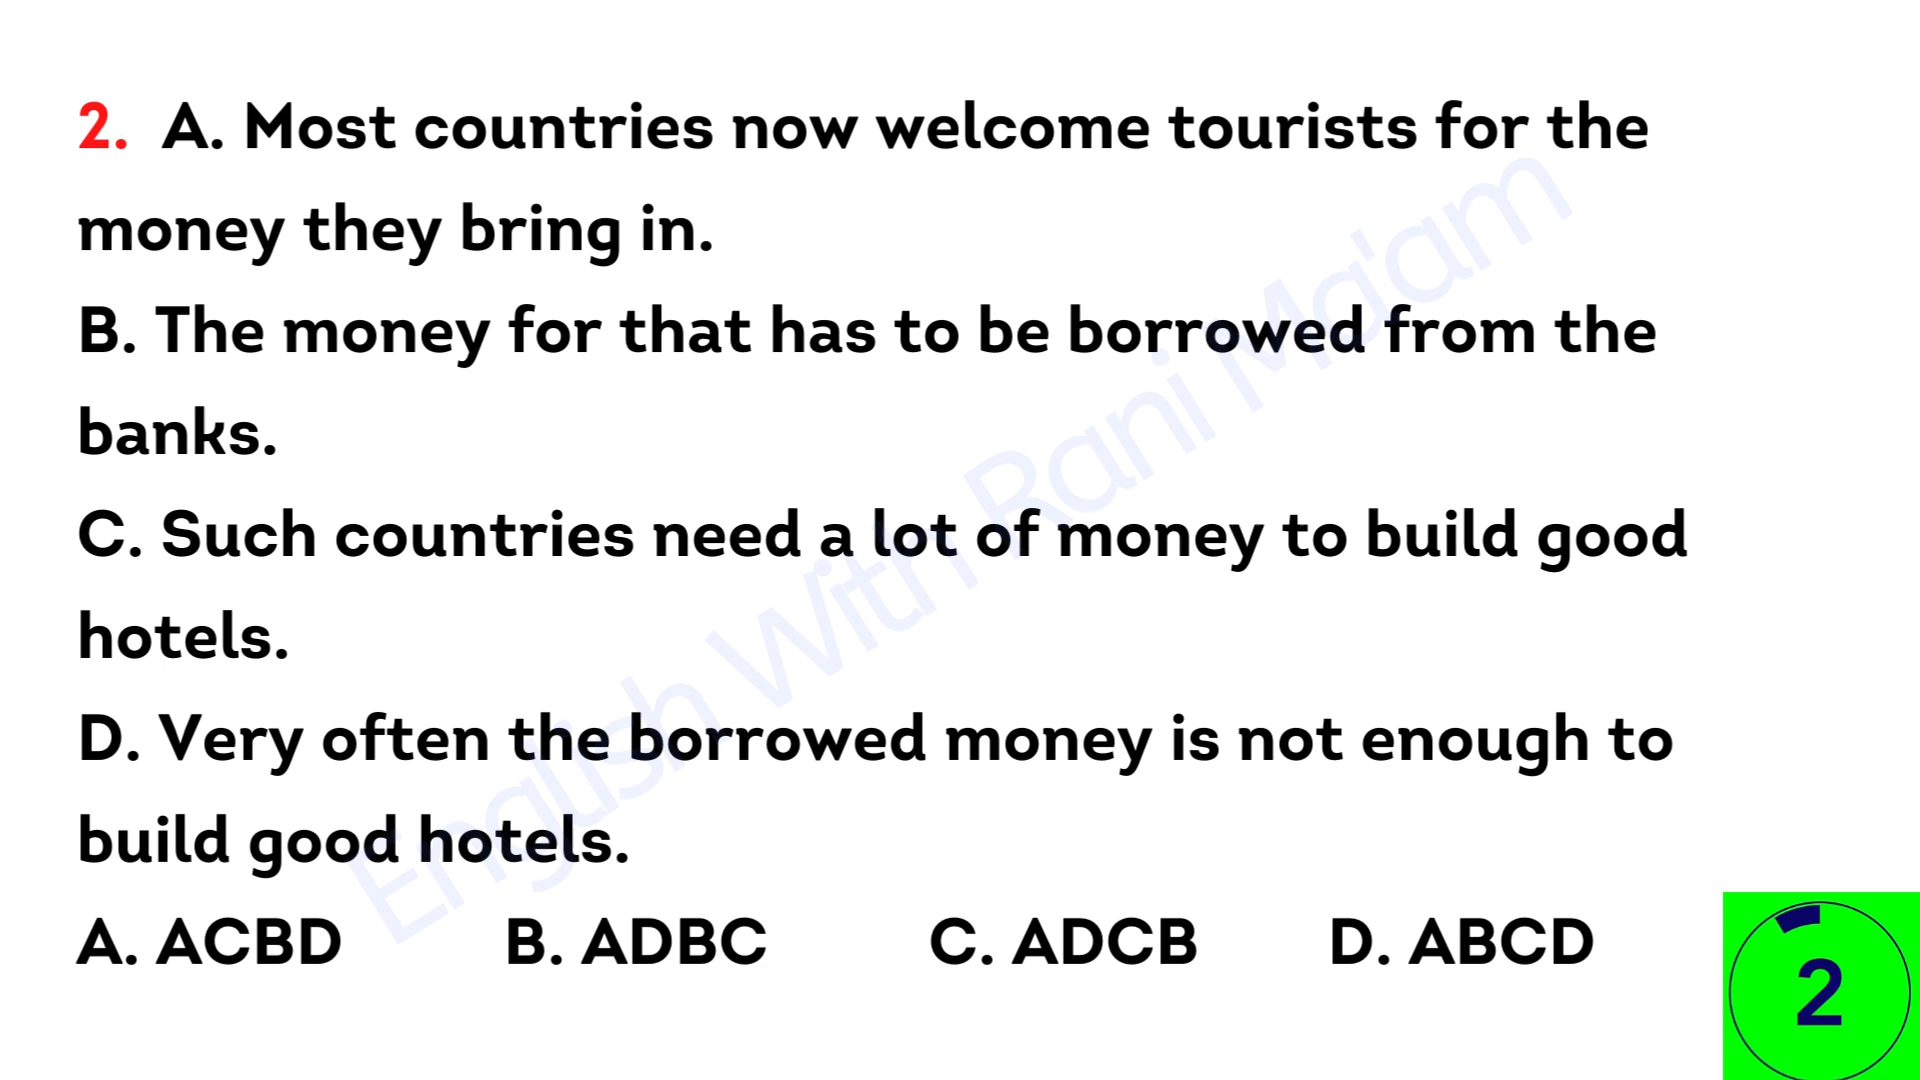 2. A. Most countries now welcome tourists for the
money they bring in.
B. The money for that has to be borrowed from the
banks.
C. Such countries need a lot of money to build good
hotels.
D. Very often the borrowed money is not enough to
build good hotels.
A. ACBD B. ADBC C. ADCB D. ABCD
2
English With Rani Ma'am